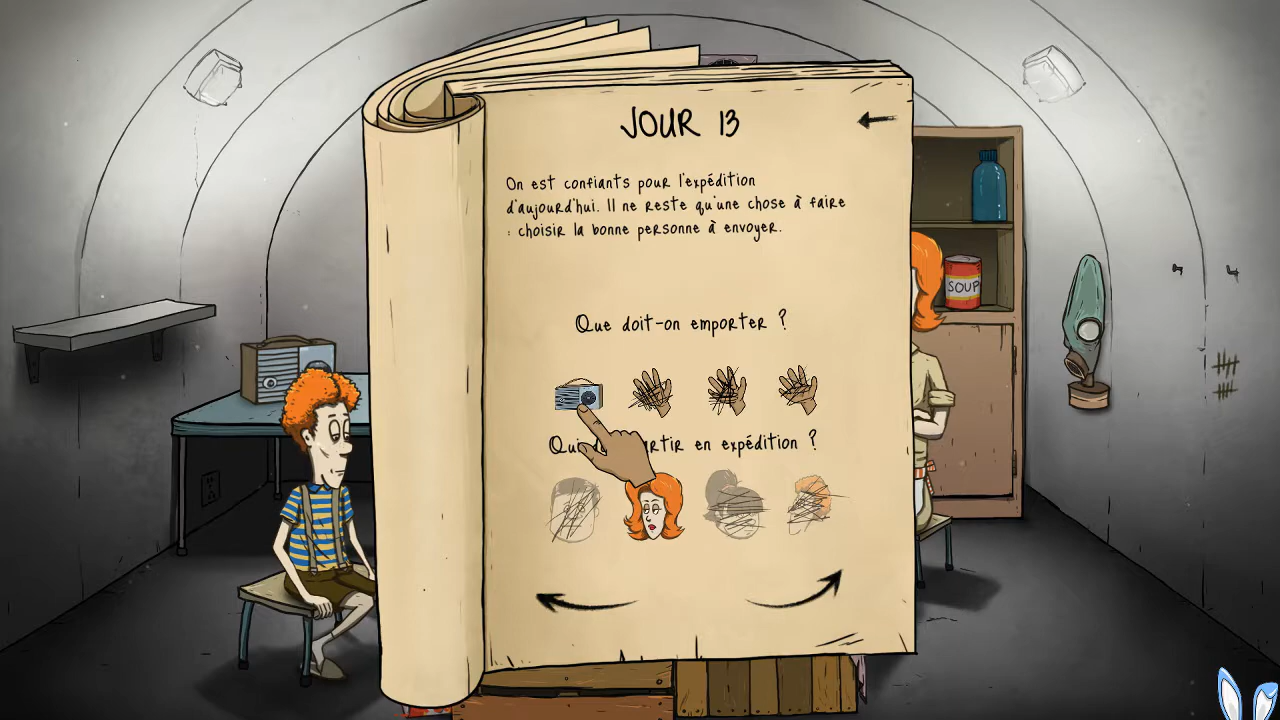 JOUR 13
On est confiants pour l'expédition
d'aujourd'hui. Il ne reste qu'une chose à faire
: choisir la bonne personne à envoyer.
Que doit-on emporter ?
partir en expédition ?
SOUP